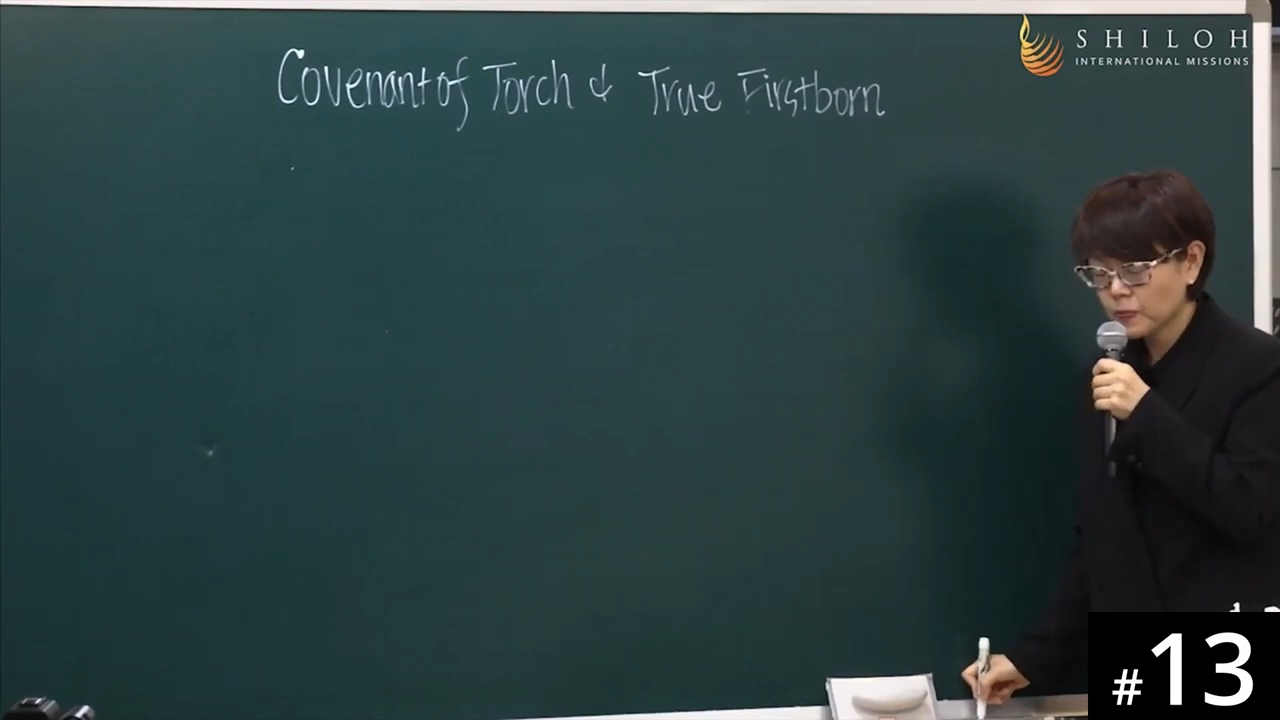 Covenant of Torch & True Firstborn
SHILOH
INTERNATIONAL MISSIONS
#13